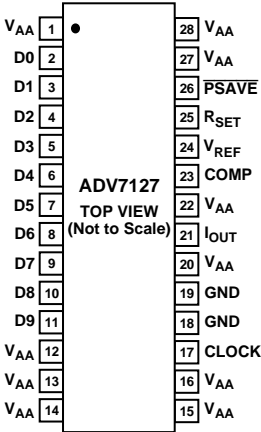 VAA 1 28 VAA
D0 2 27 VAA
D1 3 26 PSAVE
D2 4 25 RSET
D3 5 24 VREF
D4 6 23 COMP
ADV7127
D5 7 22 VAA
TOP VIEW
D6 8 (Not to Scale) 21 IOUT
D7 9 20 VAA
D8 10 19 GND
D9 11 18 GND
VAA 12 17 CLOCK
VAA 13 16 VAA
VAA 14 15 VAA